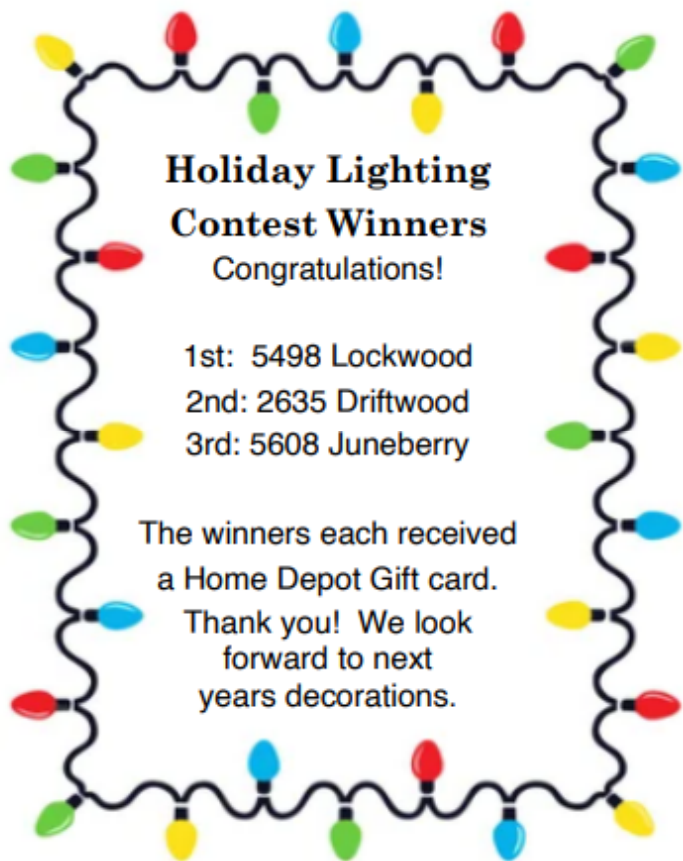 Holiday Lighting
Contest Winners
Congratulations!
1st: 5498 Lockwood
2nd: 2635 Driftwood
3rd: 5608 Juneberry
The winners each received
a Home Depot Gift card.
Thank you! We look
forward to next
years decorations.